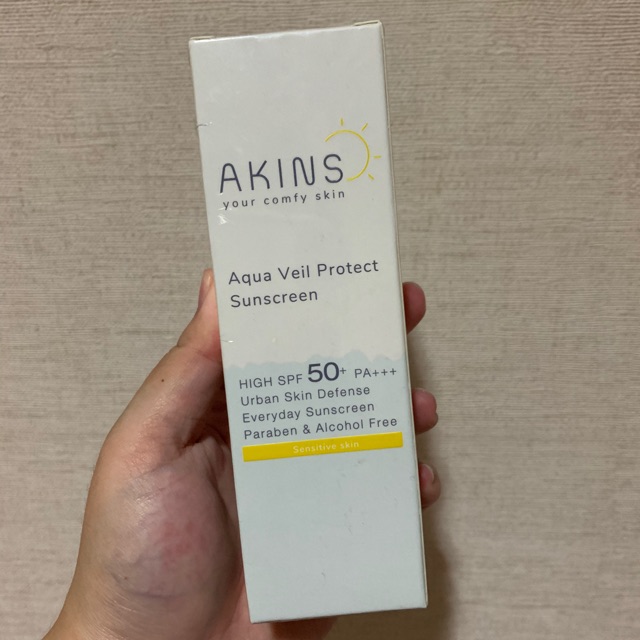 AKINS
your comfy skin
Aqua Veil Protect
Sunscreen
HIGH SPF 50+ PA+++
Urban Skin Defense
Everyday Sunscreen
Paraben & Alcohol Free
Sensitive skin